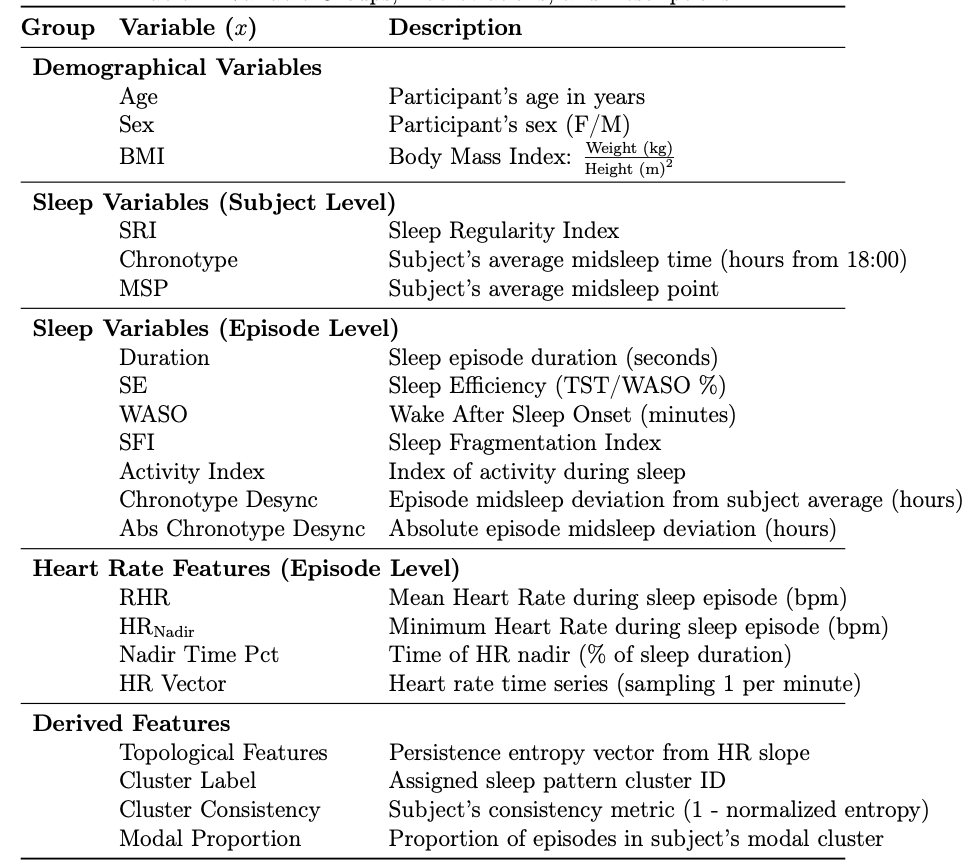 Group Variable (x) Description
Demographical Variables
Age Participant's age in years
Sex Participant's sex (F/M)
BMI Body Mass Index: Weight (kg) / Height (m)²
Sleep Variables (Subject Level)
SRI Sleep Regularity Index
Chronotype Subject's average midsleep time (hours from 18:00)
MSP Subject's average midsleep point
Sleep Variables (Episode Level)
Duration Sleep episode duration (seconds)
SE Sleep Efficiency (TST/WASO %)
WASO Wake After Sleep Onset (minutes)
SFI Sleep Fragmentation Index
Activity Index Index of activity during sleep
Chronotype Desync Episode midsleep deviation from subject average (hours)
Abs Chronotype Desync Absolute episode midsleep deviation (hours)
Heart Rate Features (Episode Level)
RHR Mean Heart Rate during sleep episode (bpm)
HR_Nadir Minimum Heart Rate during sleep episode (bpm)
Nadir Time Pct Time of HR nadir (% of sleep duration)
HR Vector Heart rate time series (sampling 1 per minute)
Derived Features
Topological Features Persistence entropy vector from HR slope
Cluster Label Assigned sleep pattern cluster ID
Cluster Consistency Subject's consistency metric (1 - normalized entropy)
Modal Proportion Proportion of episodes in subject's modal cluster